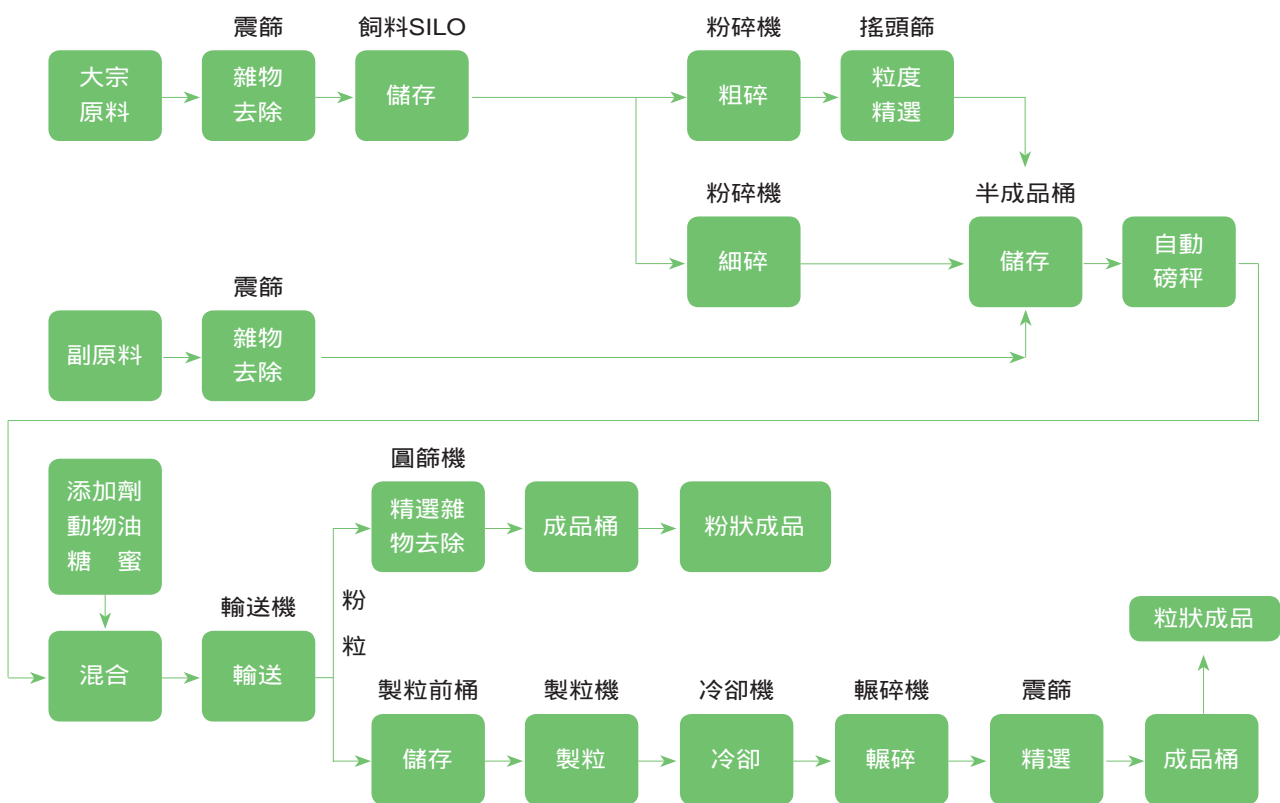 震篩
飼料SILO
粉碎機
搖頭篩
大宗
原料
雜物
去除
儲存
粗碎
粒度
精選
粉碎機
半成品桶
細碎
儲存
自動
磅秤
震篩
副原料
雜物
去除
圓篩機
添加劑
動物油
糖　蜜
精選雜
物去除
成品桶
粉狀成品
輸送機
粉
粒
粒狀成品
混合
輸送
製粒前桶
製粒機
冷卻機
輾碎機
震篩
儲存
製粒
冷卻
輾碎
精選
成品桶